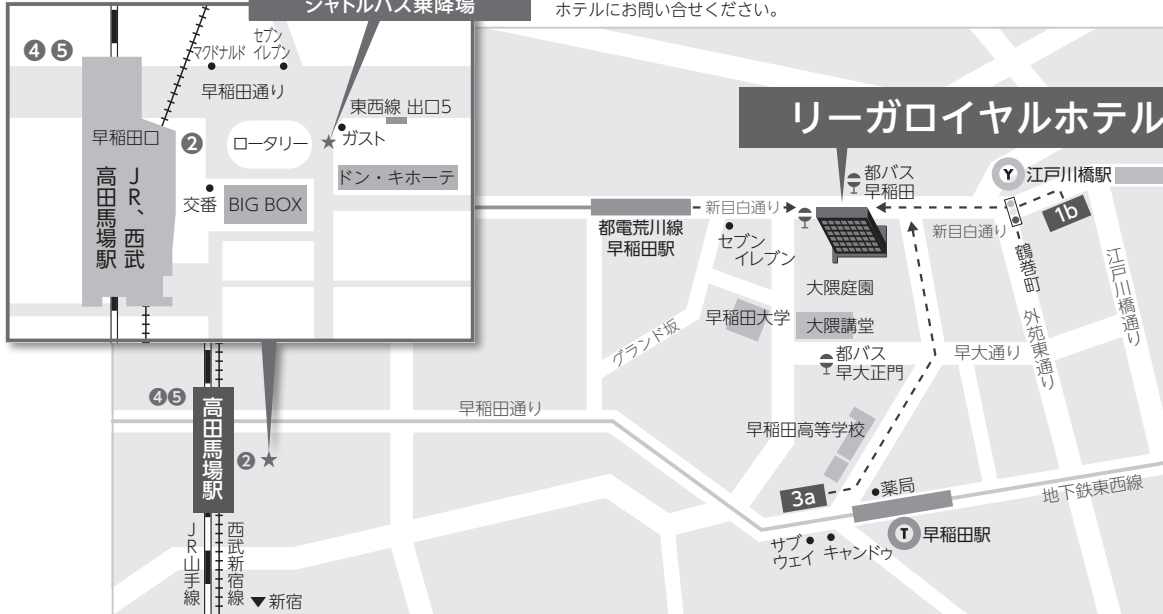 シャトルバス乗降場
ホテルにお問い合せください。
❹❺
マクドナルド
セブン
イレブン
早稲田通り
東西線 出口5
早稲田口
❷
ロータリー
ガスト
ドン・キホーテ
JR、西武
高田馬場駅
交番
BIG BOX
リーガロイヤルホテル
都バス
早稲田
Y 江戸川橋駅
1b
都電荒川線
早稲田駅
新目白通り
セブン
イレブン
新目白通り
鶴巻町
外苑東通り
江戸川橋通り
大隈庭園
早稲田大学
大隈講堂
グランド坂
都バス
早大正門
早大通り
❹❺
高田馬場駅
❷
早稲田通り
早稲田高等学校
3a
薬局
地下鉄東西線
T 早稲田駅
サブ
ウェイ
キャンドゥ
JR山手線
西武新宿線
▼新宿